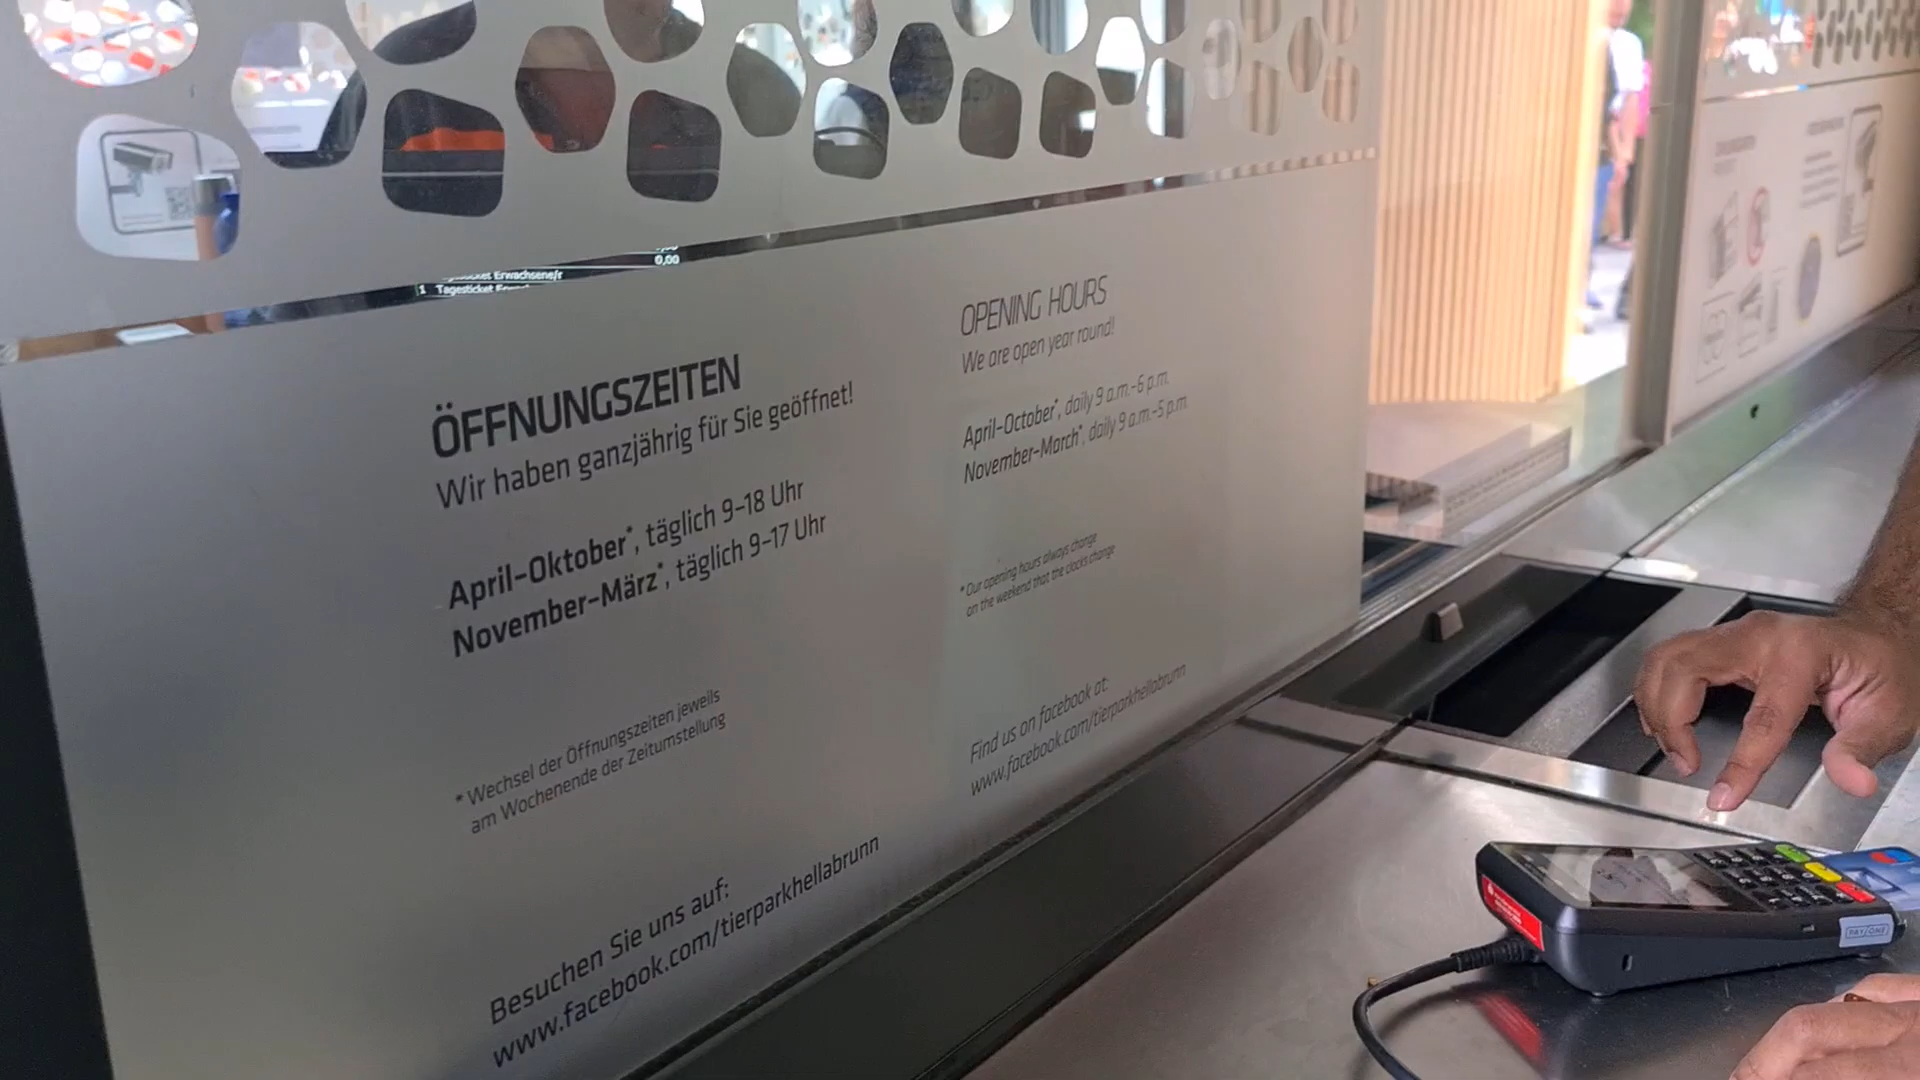 0,00
Tagesticket Erwachsene/r
1 Tagesticket
ÖFFNUNGSZEITEN
Wir haben ganzjährig für Sie geöffnet!
April–Oktober*, täglich 9–18 Uhr
November–März*, täglich 9–17 Uhr
* Wechsel der Öffnungszeiten jeweils
am Wochenende der Zeitumstellung
Besuchen Sie uns auf:
www.facebook.com/tierparkhellabrunn
OPENING HOURS
We are open year round!
April–October*, daily 9 a.m.–6 p.m.
November–March*, daily 9 a.m.–5 p.m.
* Our opening hours always change
on the weekend that the clocks change
Find us on facebook at:
www.facebook.com/tierparkhellabrunn
PAYONE